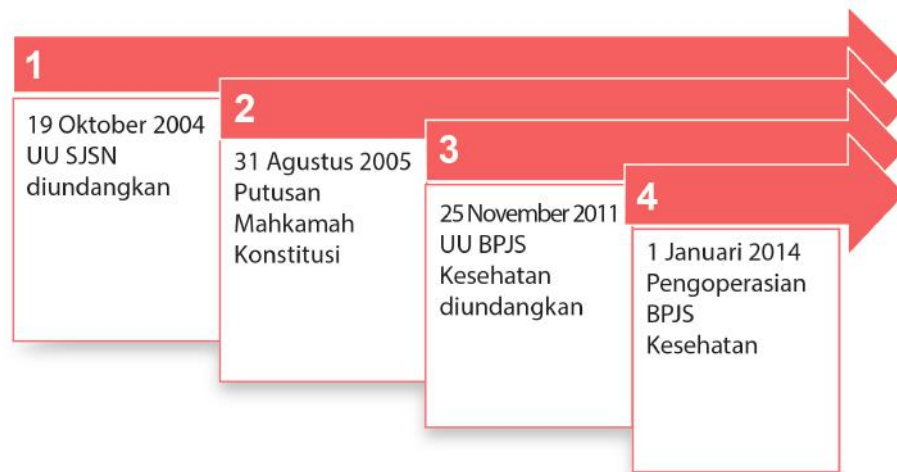 1
19 Oktober 2004
UU SJSN
diundangkan
2
31 Agustus 2005
Putusan
Mahkamah
Konstitusi
3
25 November 2011
UU BPJS
Kesehatan
diundangkan
4
1 Januari 2014
Pengoperasian
BPJS
Kesehatan